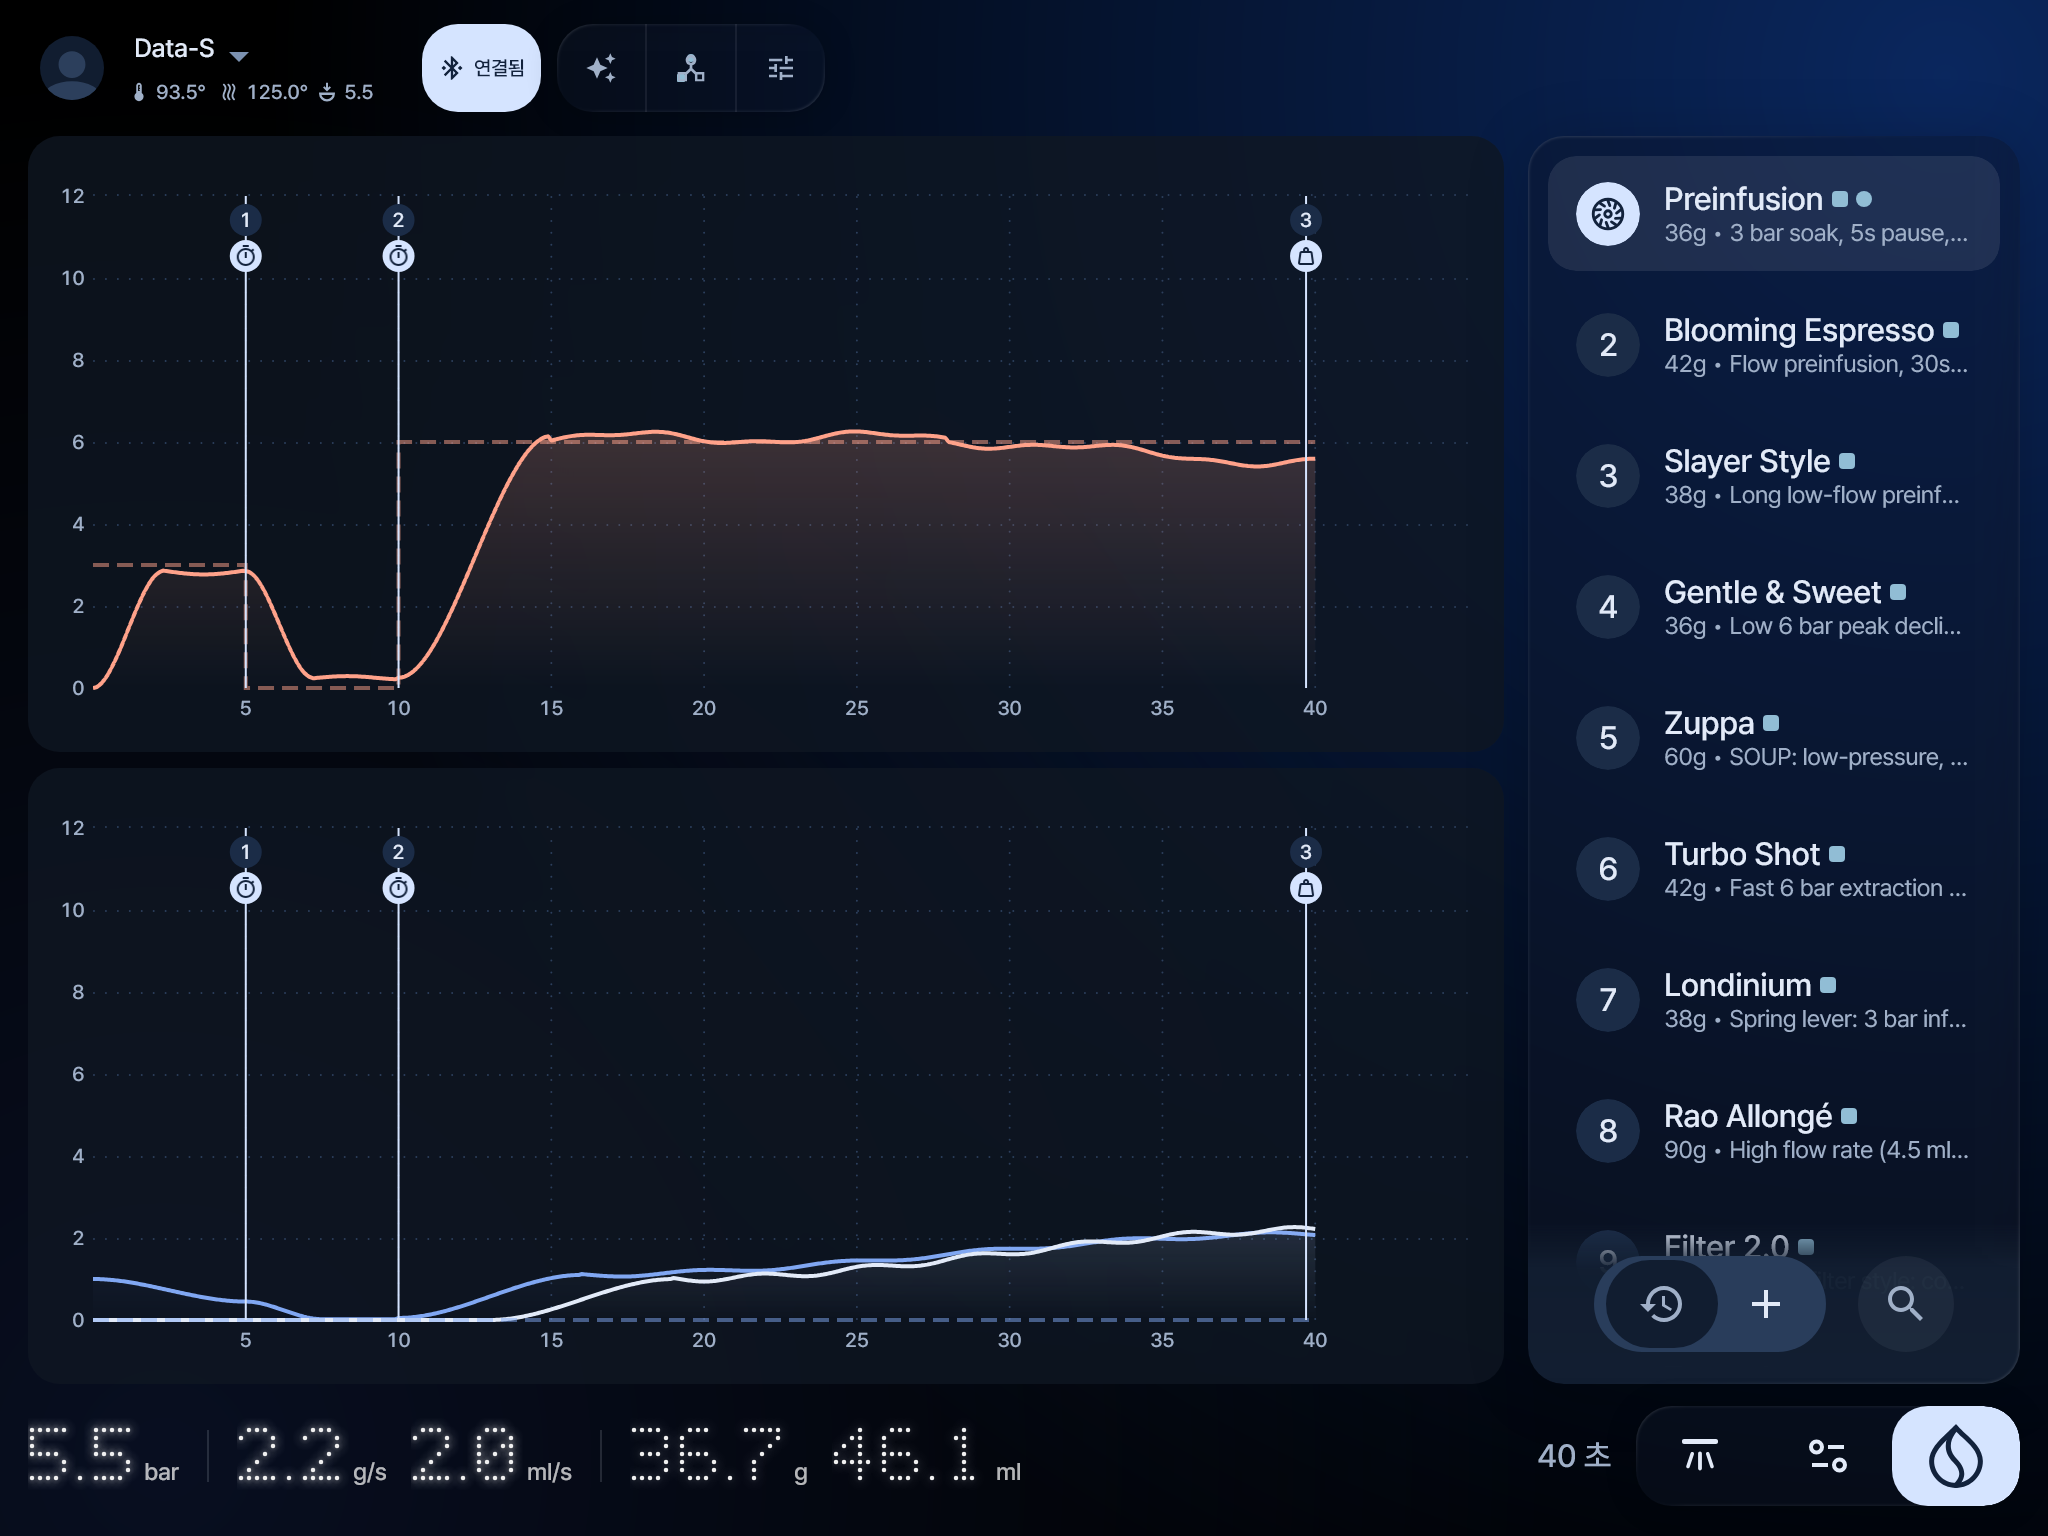 Data-S
93.5° 125.0° 5.5
연결됨
12
10
8
6
4
2
0
1
2
3
5
10
15
20
25
30
35
40
12
10
8
6
4
2
0
1
2
3
5
10
15
20
25
30
35
40
Preinfusion
36g • 3 bar soak, 5s pause,...
2
Blooming Espresso
42g • Flow preinfusion, 30s...
3
Slayer Style
38g • Long low-flow preinf...
4
Gentle & Sweet
36g • Low 6 bar peak decli...
5
Zuppa
60g • SOUP: low-pressure, ...
6
Turbo Shot
42g • Fast 6 bar extraction ...
7
Londinium
38g • Spring lever: 3 bar inf...
8
Rao Allongé
90g • High flow rate (4.5 ml...
9
Filter 2.0
5.5 bar 2.2 g/s 2.0 ml/s 36.7 g 46.1 ml
40 초